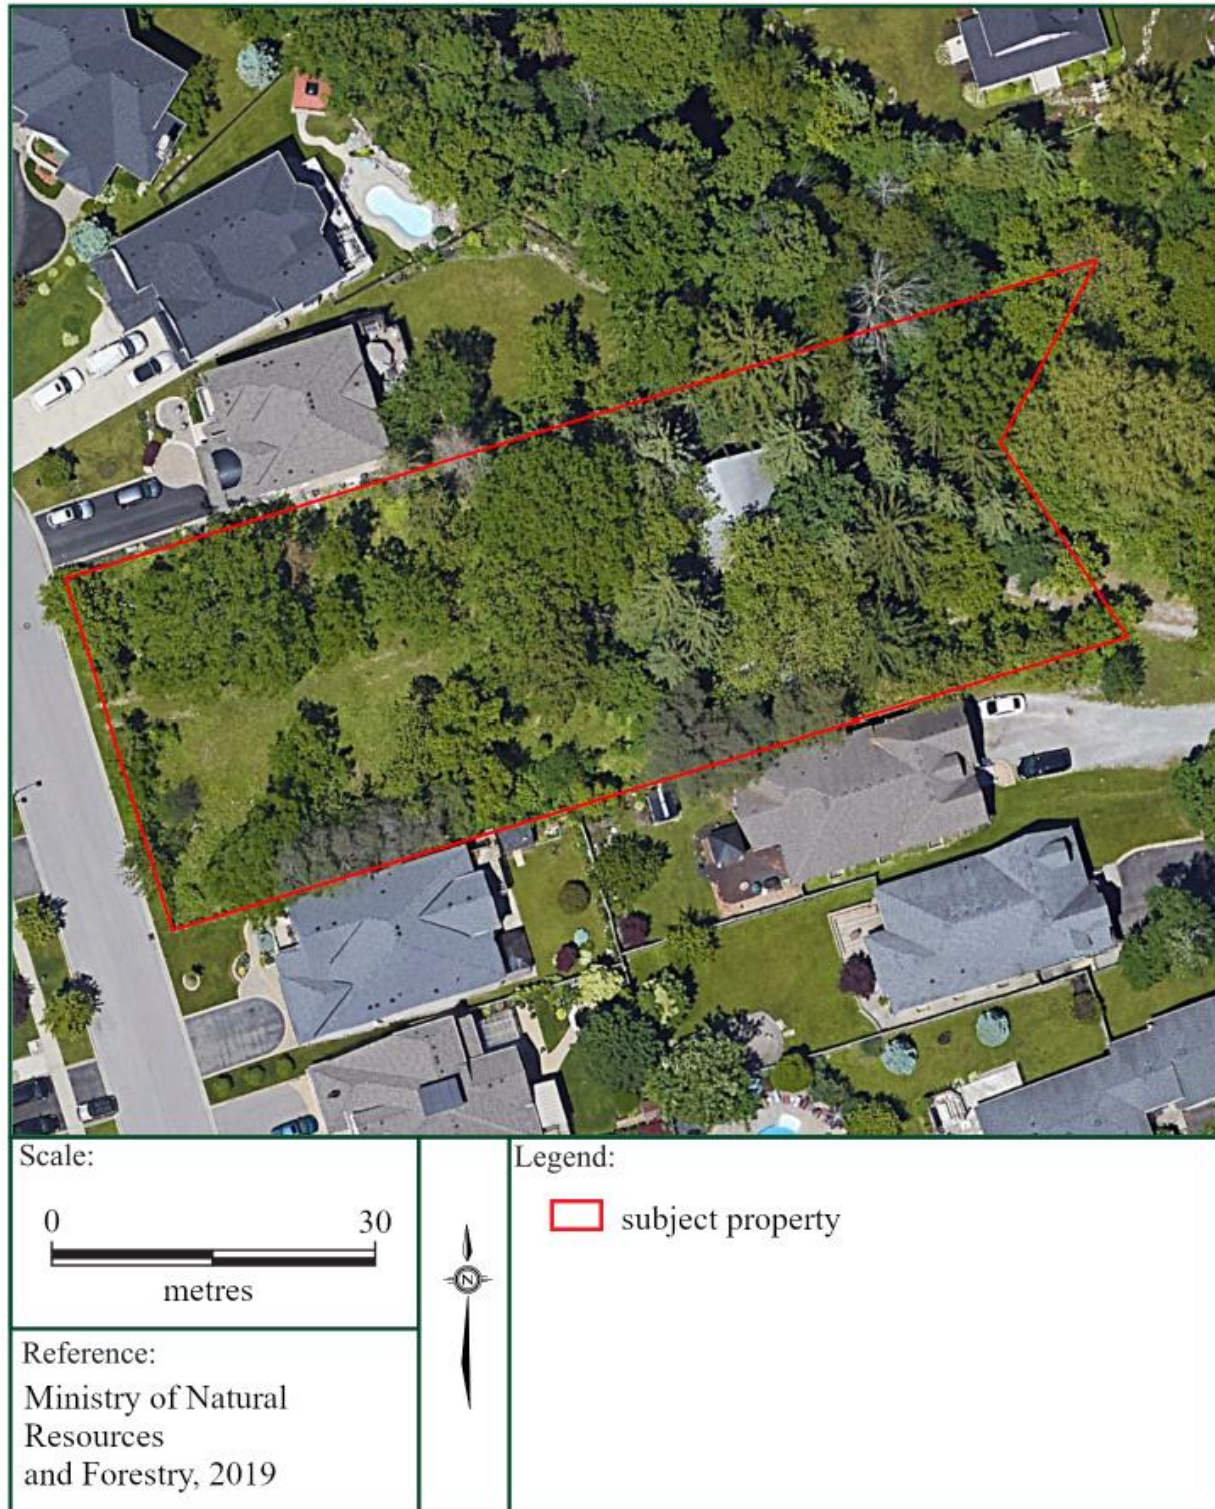 Scale:
0 30
metres
Reference:
Ministry of Natural
Resources
and Forestry, 2019
N
Legend:
subject property